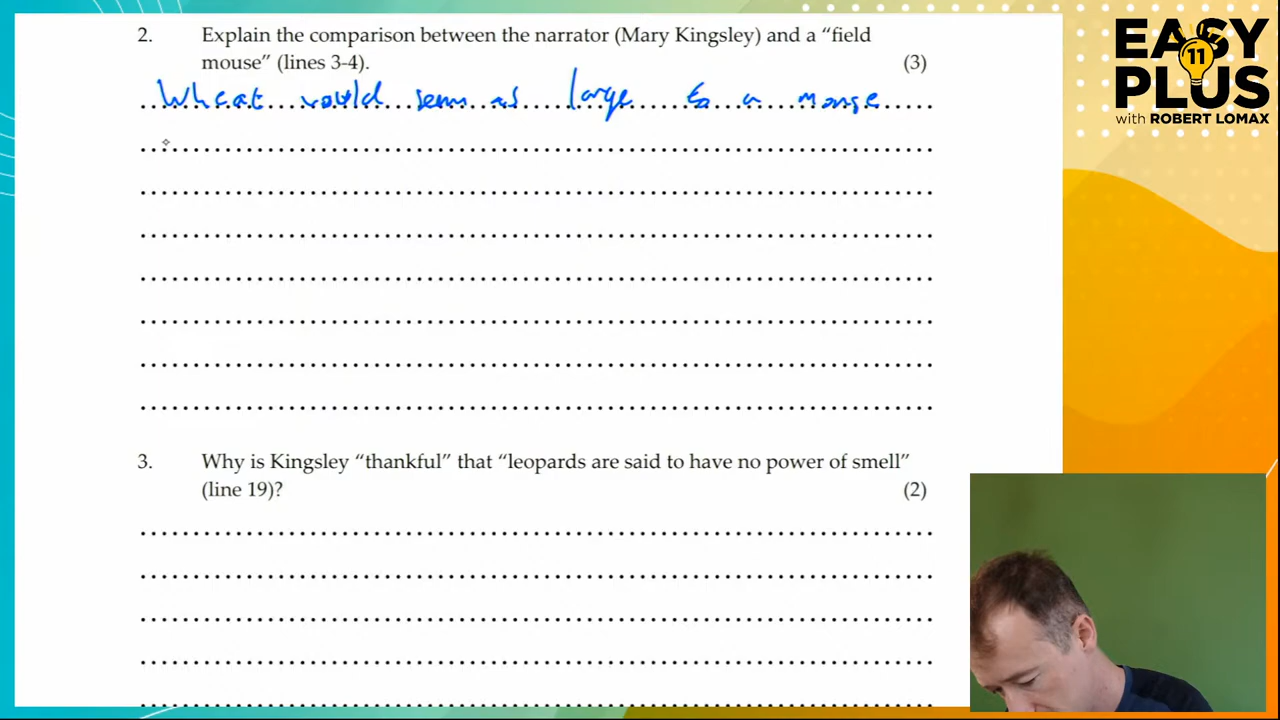 2. Explain the comparison between the narrator (Mary Kingsley) and a “field
mouse” (lines 3-4). (3)
Wheat would seem as large to a mouse
3. Why is Kingsley “thankful” that “leopards are said to have no power of smell”
(line 19)? (2)
EASY
11
PLUS
with ROBERT LOMAX